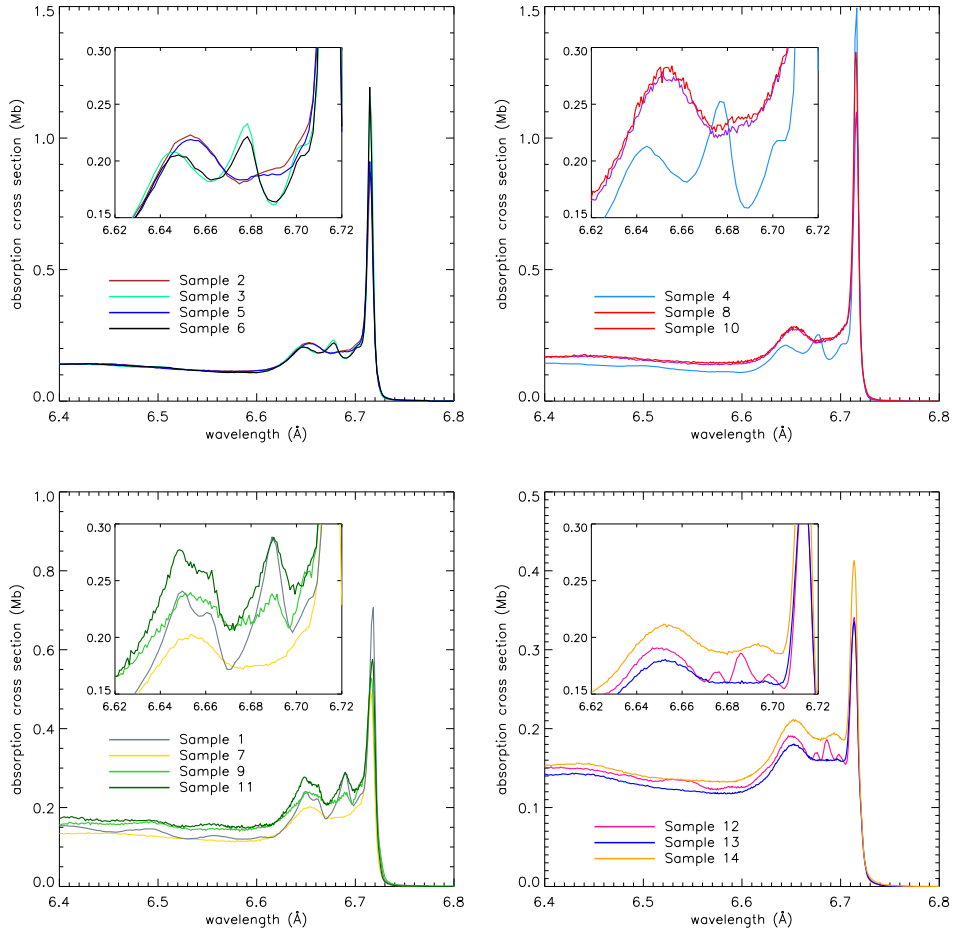 1.5
1.0
0.5
0.0
absorption cross section (Mb)
0.30
0.25
0.20
0.15
6.62 6.64 6.66 6.68 6.70 6.72
Sample 2
Sample 3
Sample 5
Sample 6
6.4 6.5 6.6 6.7 6.8
wavelength (Å)
1.5
1.0
0.5
0.0
absorption cross section (Mb)
0.30
0.25
0.20
0.15
6.62 6.64 6.66 6.68 6.70 6.72
Sample 4
Sample 8
Sample 10
6.4 6.5 6.6 6.7 6.8
wavelength (Å)
1.0
0.8
0.6
0.4
0.2
0.0
absorption cross section (Mb)
0.30
0.25
0.20
0.15
6.62 6.64 6.66 6.68 6.70 6.72
Sample 1
Sample 7
Sample 9
Sample 11
6.4 6.5 6.6 6.7 6.8
wavelength (Å)
0.5
0.4
0.3
0.2
0.1
0.0
absorption cross section (Mb)
0.30
0.25
0.20
0.15
6.62 6.64 6.66 6.68 6.70 6.72
Sample 12
Sample 13
Sample 14
6.4 6.5 6.6 6.7 6.8
wavelength (Å)